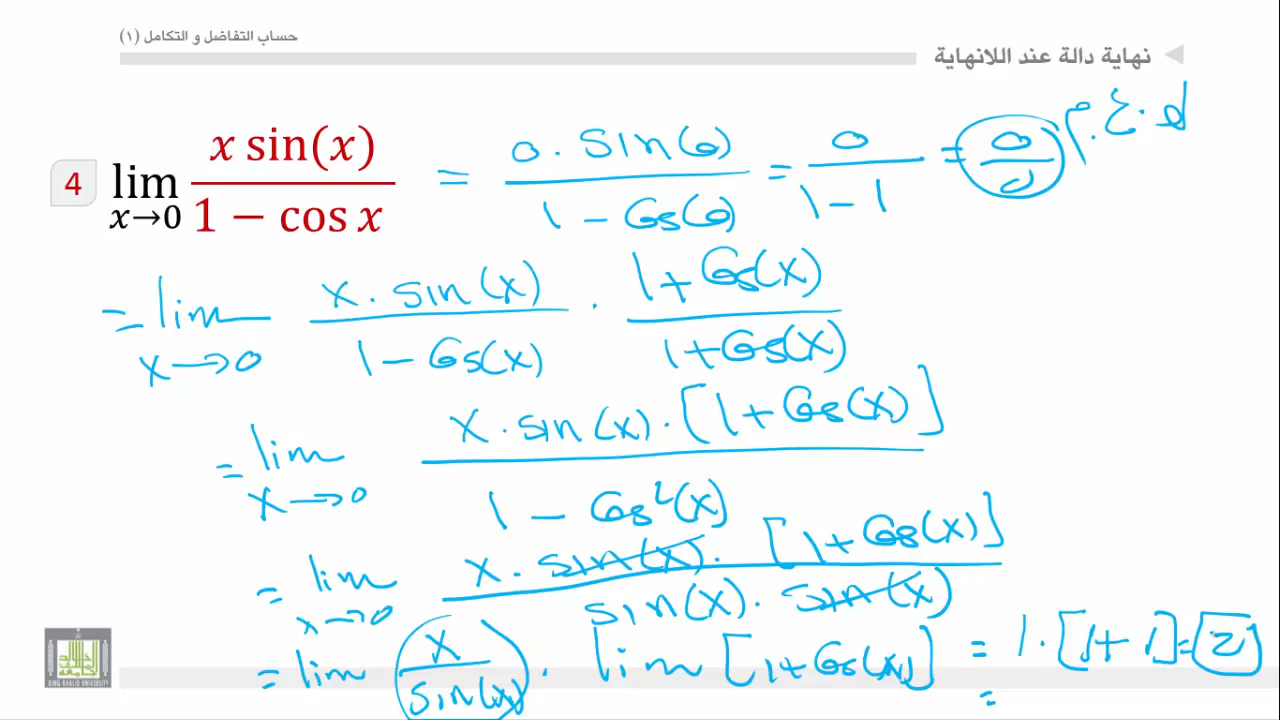 حساب التفاضل و التكامل (١)
نهاية دالة عند اللانهاية
4 lim x→0 x sin(x) / 1 − cos x = 0 · sin(0) / 1 − Cos(0) = 0 / 1 − 1 = 0/0 م.غ.ه
= lim x→0 x · sin(x) / 1 − Cos(x) · 1 + Cos(x) / 1 + Cos(x)
= lim x→0 x · sin(x) · [1 + Cos(x)] / 1 − Cos²(x)
= lim x→0 x · sin(x) · [1 + Cos(x)] / sin(x) · sin(x)
= lim x / sin(x) · lim [1 + Cos(x)] = 1 · [1 + 1] = 2
=
KING KHALID UNIVERSITY